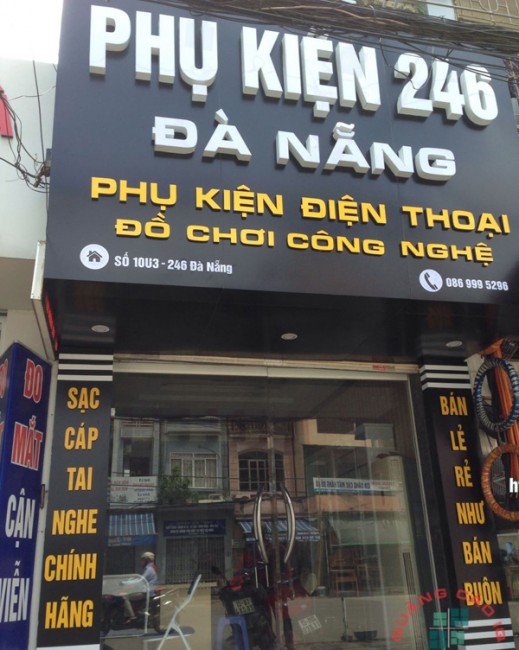 PHỤ KIỆN 246
ĐÀ NẴNG
PHỤ KIỆN ĐIỆN THOẠI
ĐỒ CHƠI CÔNG NGHỆ
SỐ 10U3 - 246 Đà Nẵng
086 999 5296
SẠC
CÁP
TAI
NGHE
CHÍNH
HÃNG
BÁN
LẺ
RẺ
NHƯ
BÁN
BUÔN
ĐO
MẮT
CẬN
VIỄN